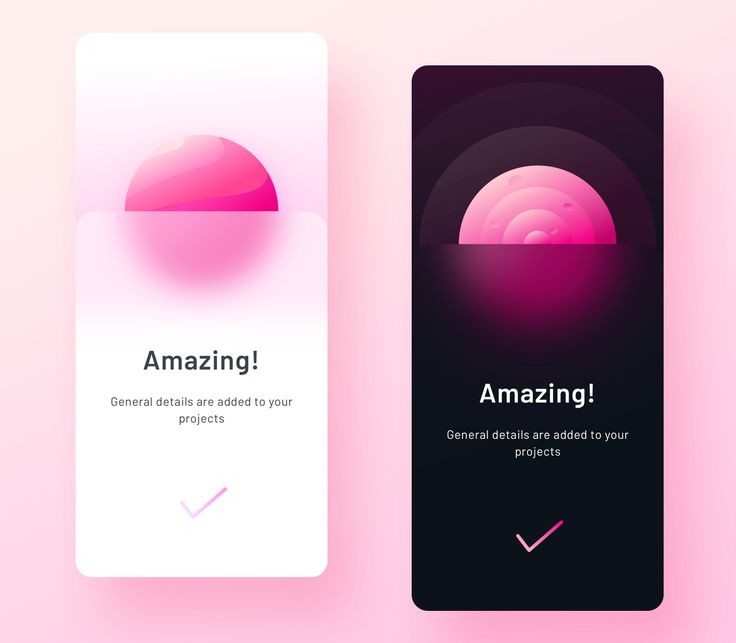 Amazing!
General details are added to your
projects
Amazing!
General details are added to your
projects